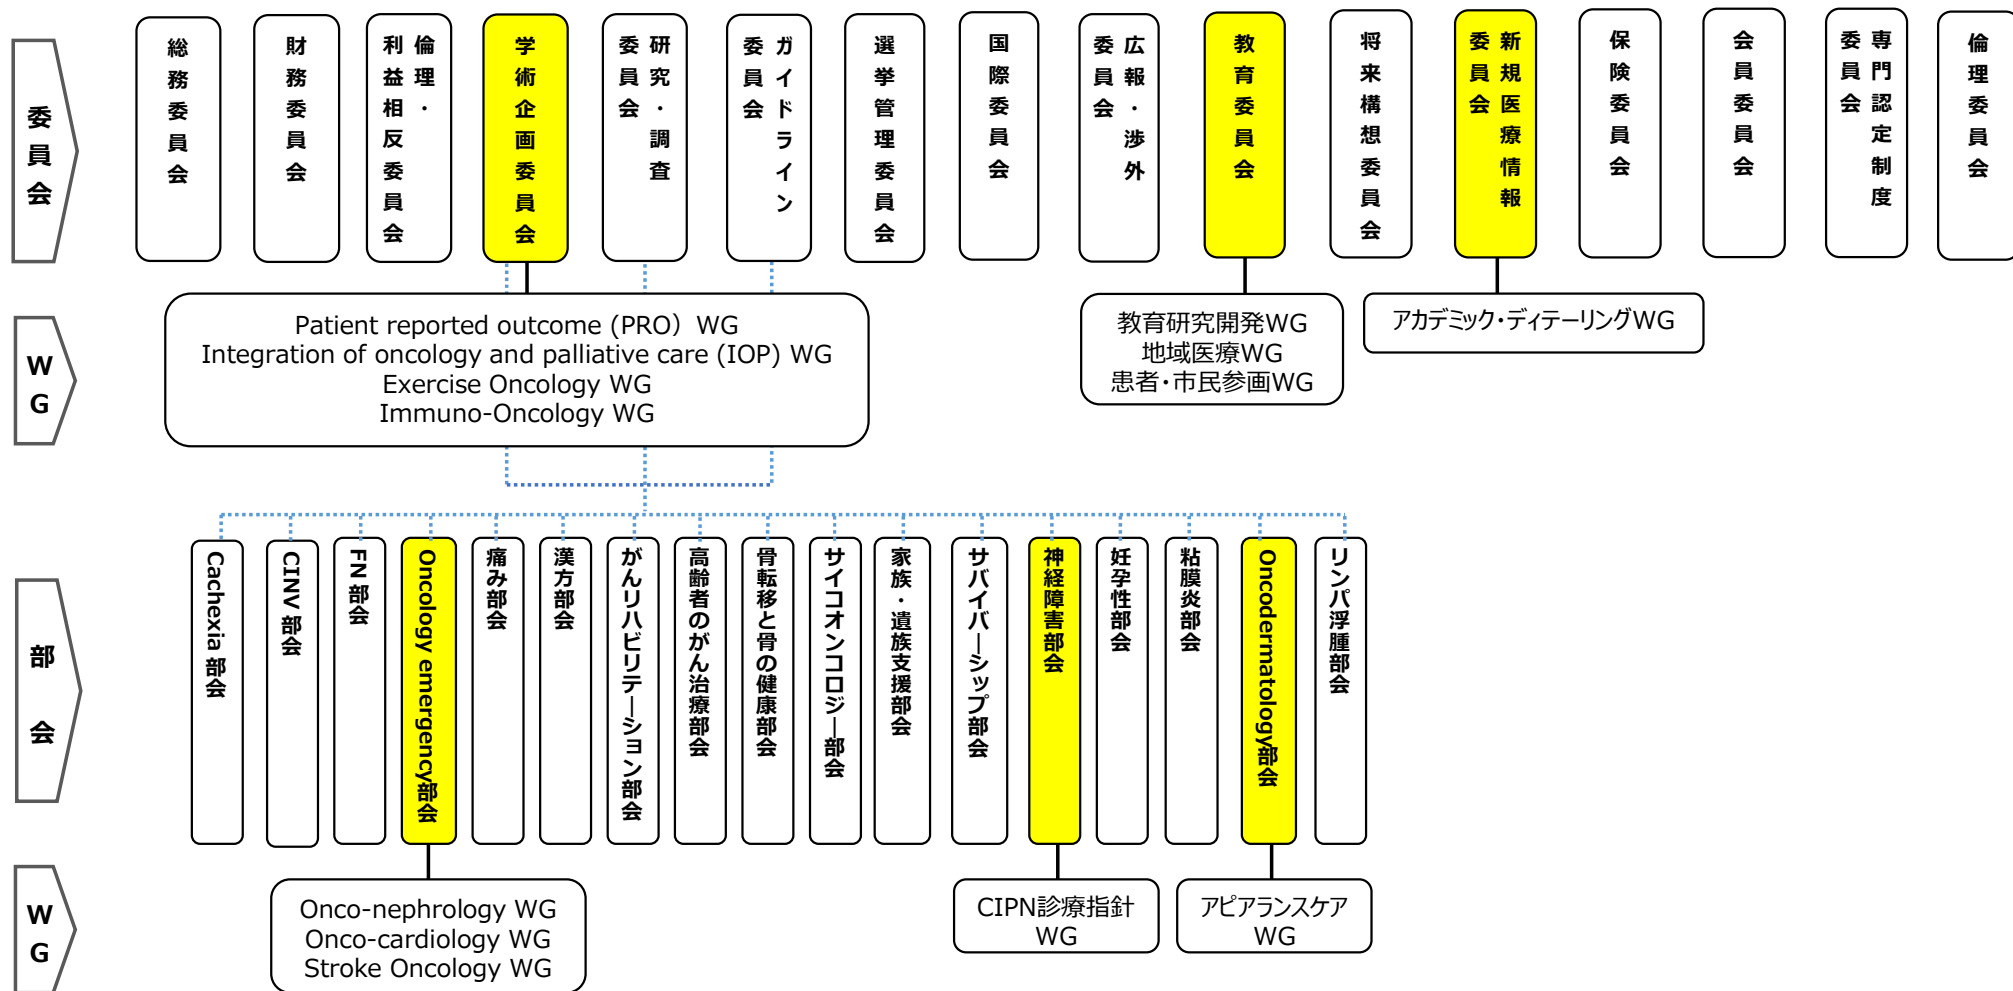 委員会
総務委員会
財務委員会
倫理・
利益相反委員会
学術企画委員会
研究・調査
委員会
ガイドライン
委員会
選挙管理委員会
国際委員会
広報・渉外
委員会
教育委員会
将来構想委員会
新規医療情報
委員会
保険委員会
会員委員会
専門認定制度
委員会
倫理委員会
WG
Patient reported outcome (PRO) WG
Integration of oncology and palliative care (IOP) WG
Exercise Oncology WG
Immuno-Oncology WG
教育研究開発WG
地域医療WG
患者・市民参画WG
アカデミック・ディテーリングWG
部会
Cachexia 部会
CINV 部会
FN 部会
Oncology emergency部会
痛み部会
漢方部会
がんリハビリテーション部会
高齢者のがん治療部会
骨転移と骨の健康部会
サイコオンコロジー部会
家族・遺族支援部会
サバイバーシップ部会
神経障害部会
妊孕性部会
粘膜炎部会
Oncodermatology部会
リンパ浮腫部会
WG
Onco-nephrology WG
Onco-cardiology WG
Stroke Oncology WG
CIPN診療指針
WG
アピアランスケア
WG